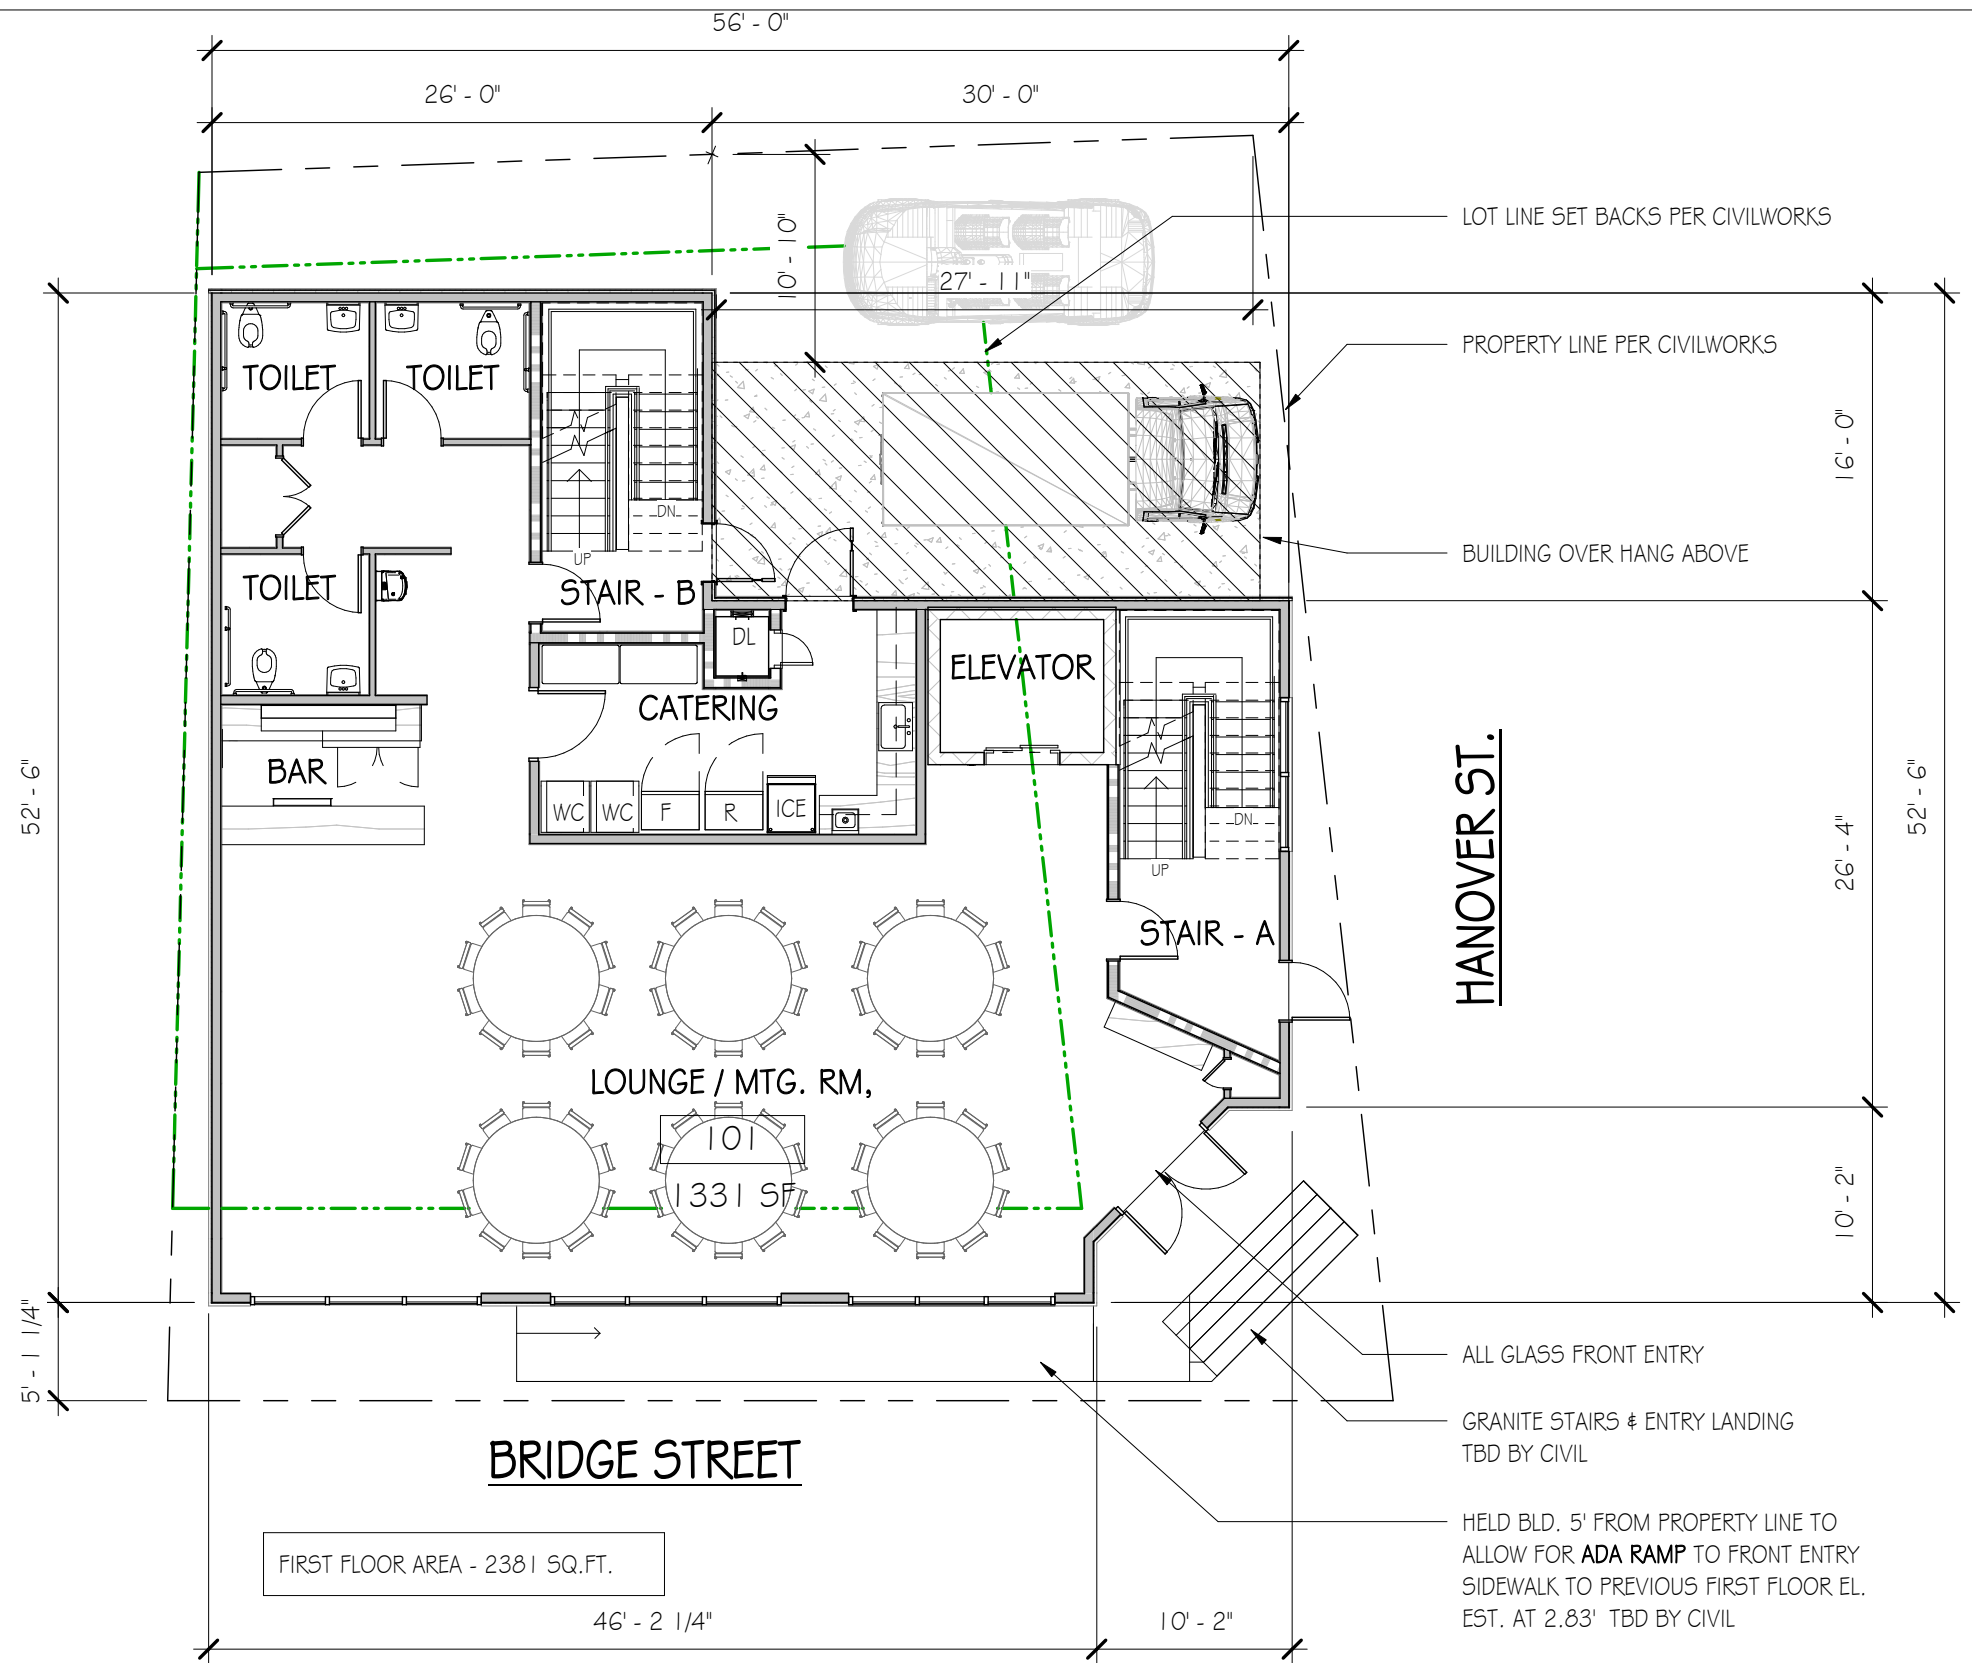 56' - 0"
26' - 0"
30' - 0"
10' - 10"
27' - 11"
LOT LINE SET BACKS PER CIVILWORKS
PROPERTY LINE PER CIVILWORKS
BUILDING OVER HANG ABOVE
TOILET
TOILET
DN
UP
TOILET
STAIR - B
DL
ELEVATOR
CATERING
BAR
WC
WC
F
R
ICE
DN
UP
STAIR - A
HANOVER ST.
52' - 6"
5' - 1 1/4"
16' - 0"
26' - 4"
10' - 2"
52' - 6"
LOUNGE / MTG. RM,
101
1331 SF
ALL GLASS FRONT ENTRY
GRANITE STAIRS & ENTRY LANDING
TBD BY CIVIL
BRIDGE STREET
HELD BLD. 5' FROM PROPERTY LINE TO
ALLOW FOR ADA RAMP TO FRONT ENTRY
SIDEWALK TO PREVIOUS FIRST FLOOR EL.
EST. AT 2.83' TBD BY CIVIL
FIRST FLOOR AREA - 2381 SQ.FT.
46' - 2 1/4"
10' - 2"